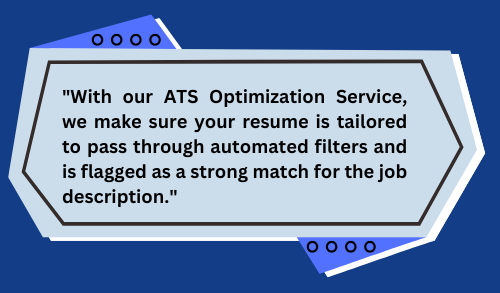 "With our ATS Optimization Service,
we make sure your resume is tailored
to pass through automated filters and
is flagged as a strong match for the job
description."